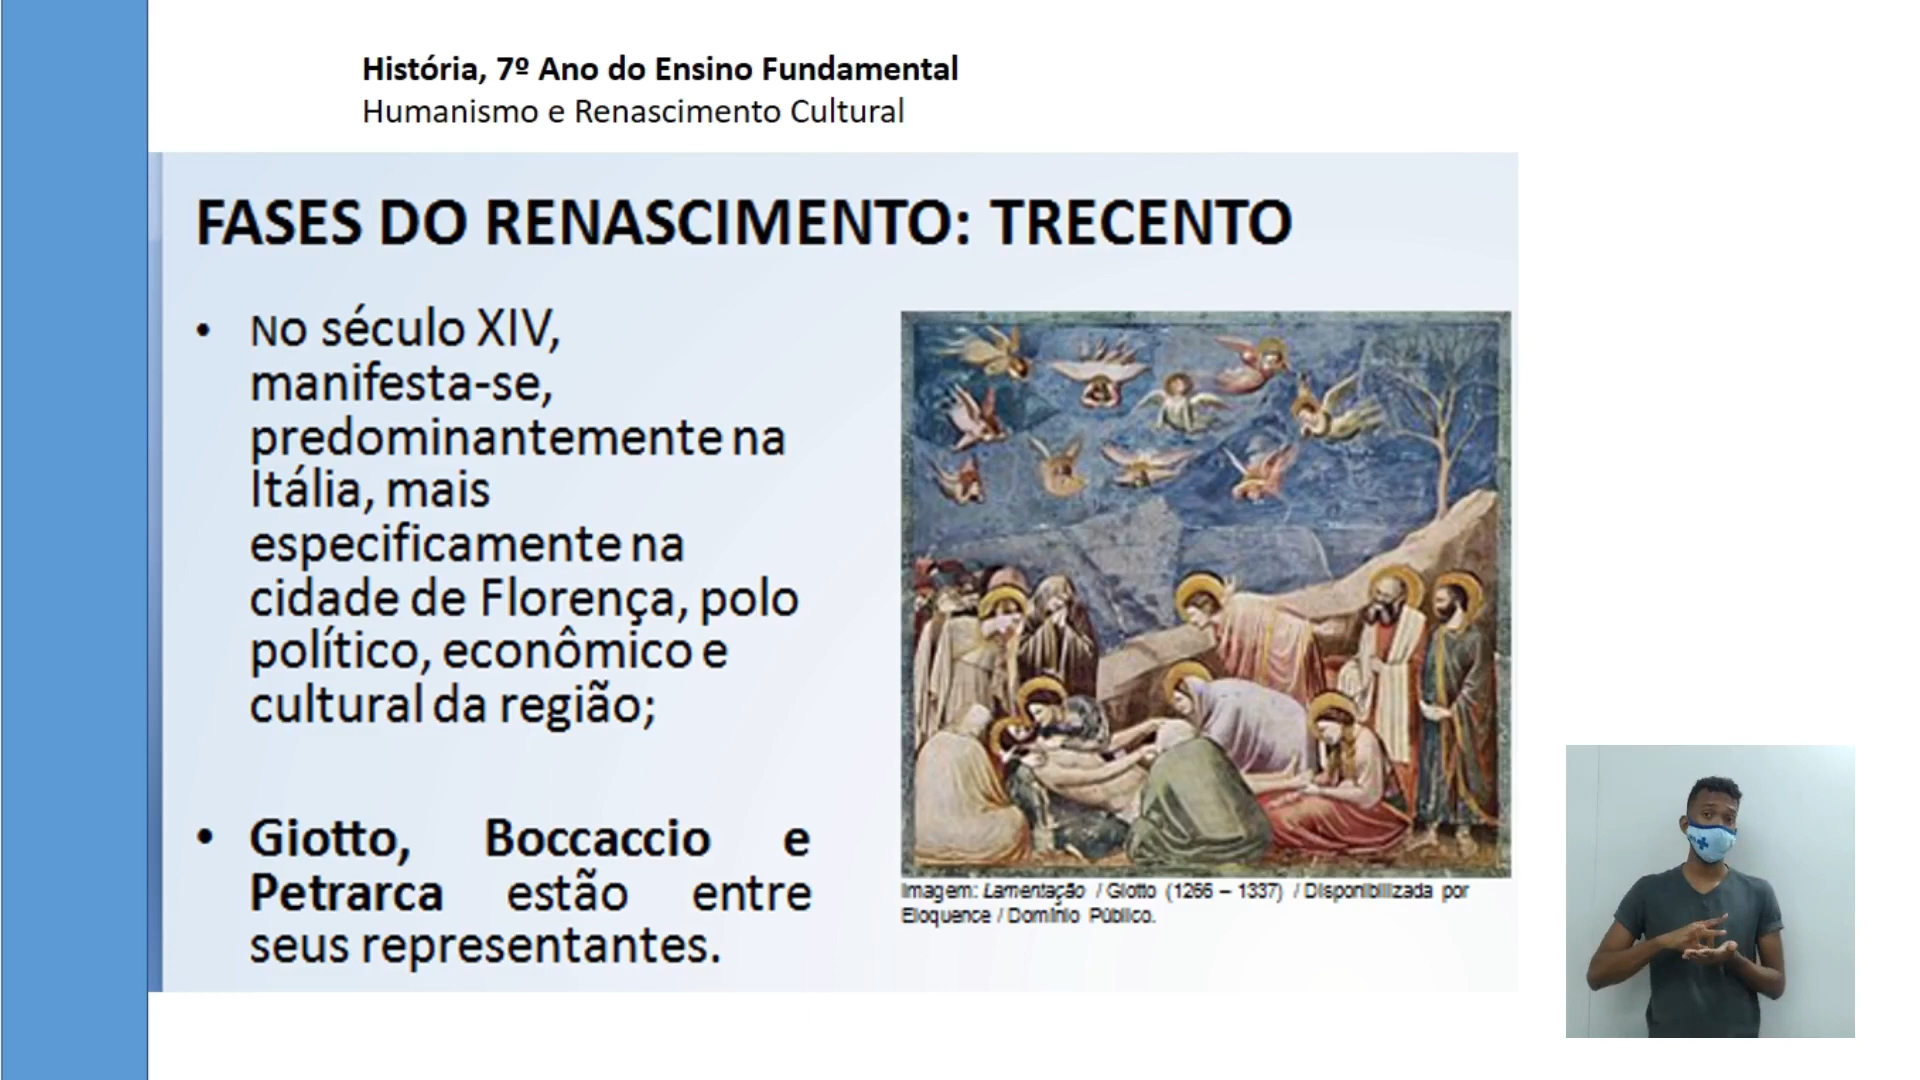 História, 7º Ano do Ensino Fundamental
Humanismo e Renascimento Cultural
FASES DO RENASCIMENTO: TRECENTO
• No século XIV,
manifesta-se,
predominantemente na
Itália, mais
especificamente na
cidade de Florença, polo
político, econômico e
cultural da região;
• Giotto, Boccaccio e
Petrarca estão entre
seus representantes.
Imagem: Lamentação / Giotto (1266 – 1337) / Disponibilizada por
Eloquence / Domínio Público.